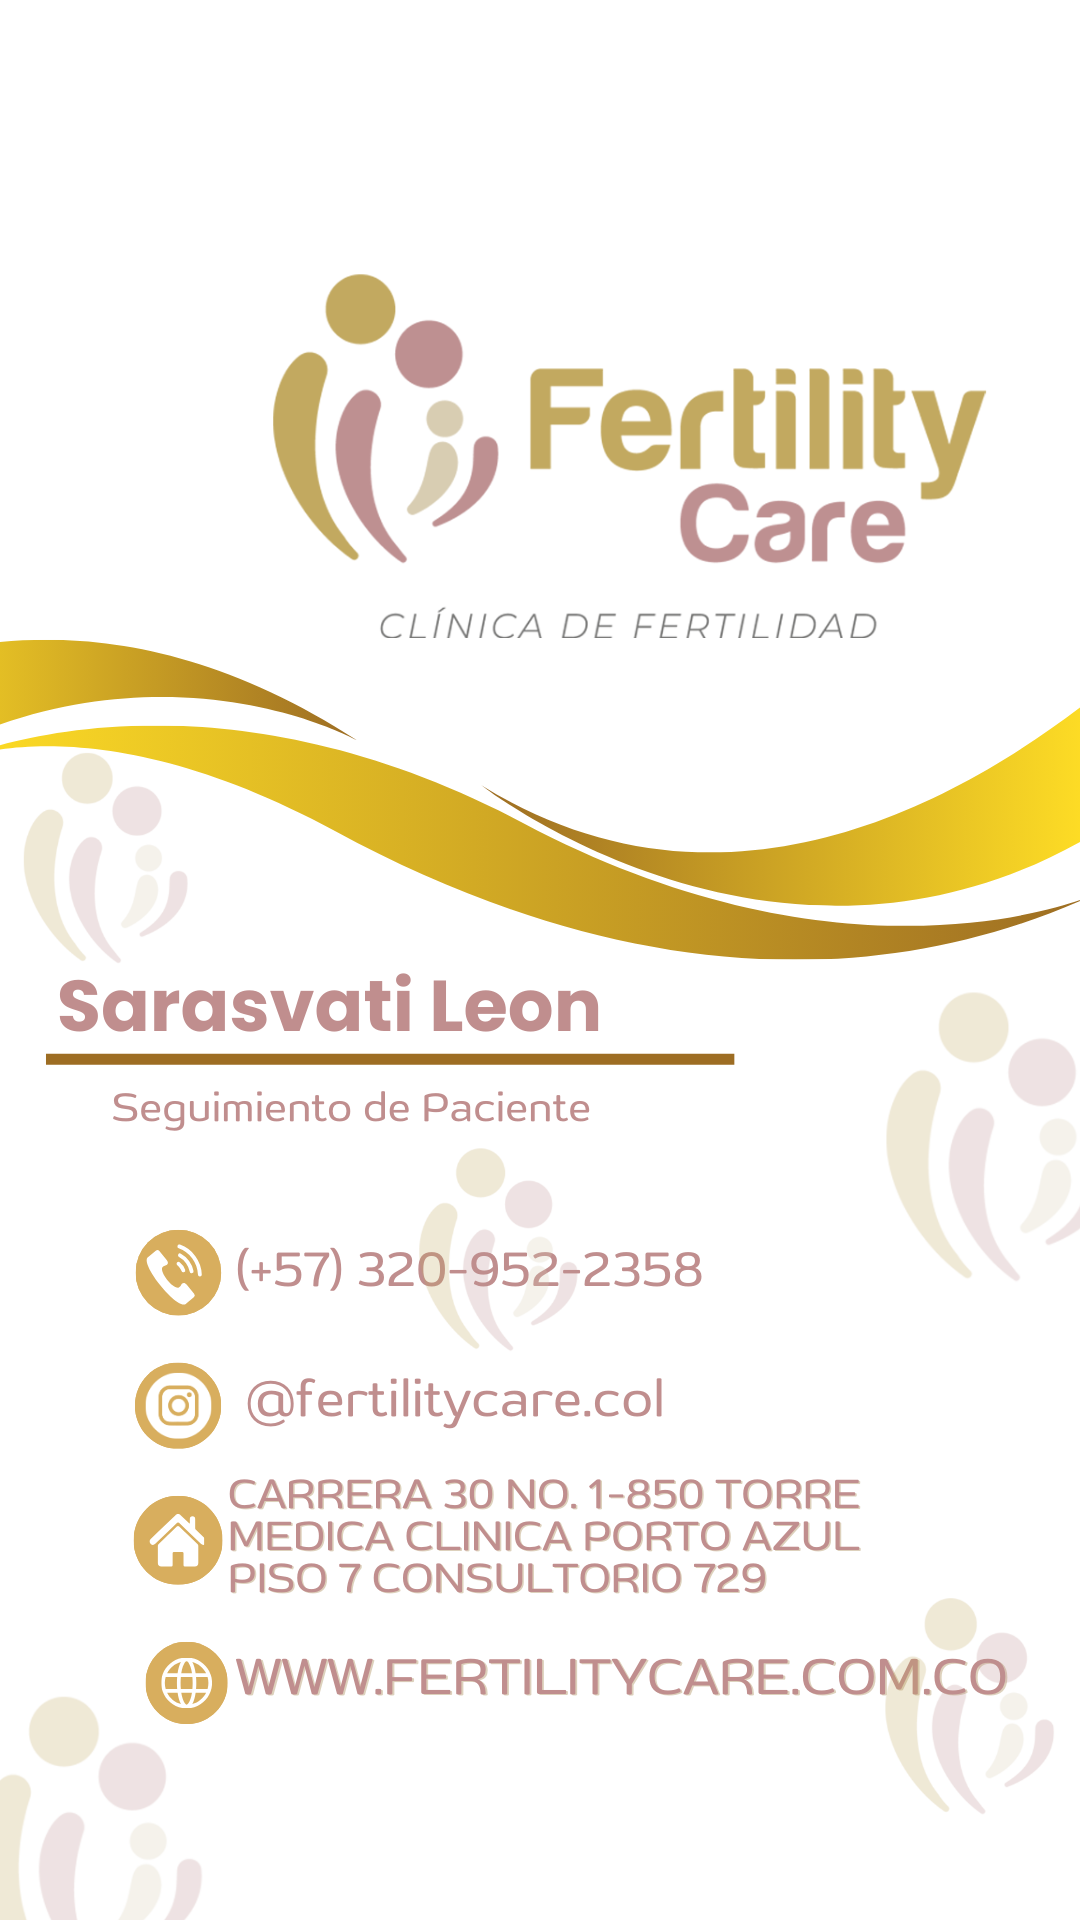 Fertility
Care
CLÍNICA DE FERTILIDAD
Sarasvati Leon
Seguimiento de Paciente
(+57) 320-952-2358
@fertilitycare.col
CARRERA 30 NO. 1-850 TORRE
MEDICA CLINICA PORTO AZUL
PISO 7 CONSULTORIO 729
WWW.FERTILITYCARE.COM.CO